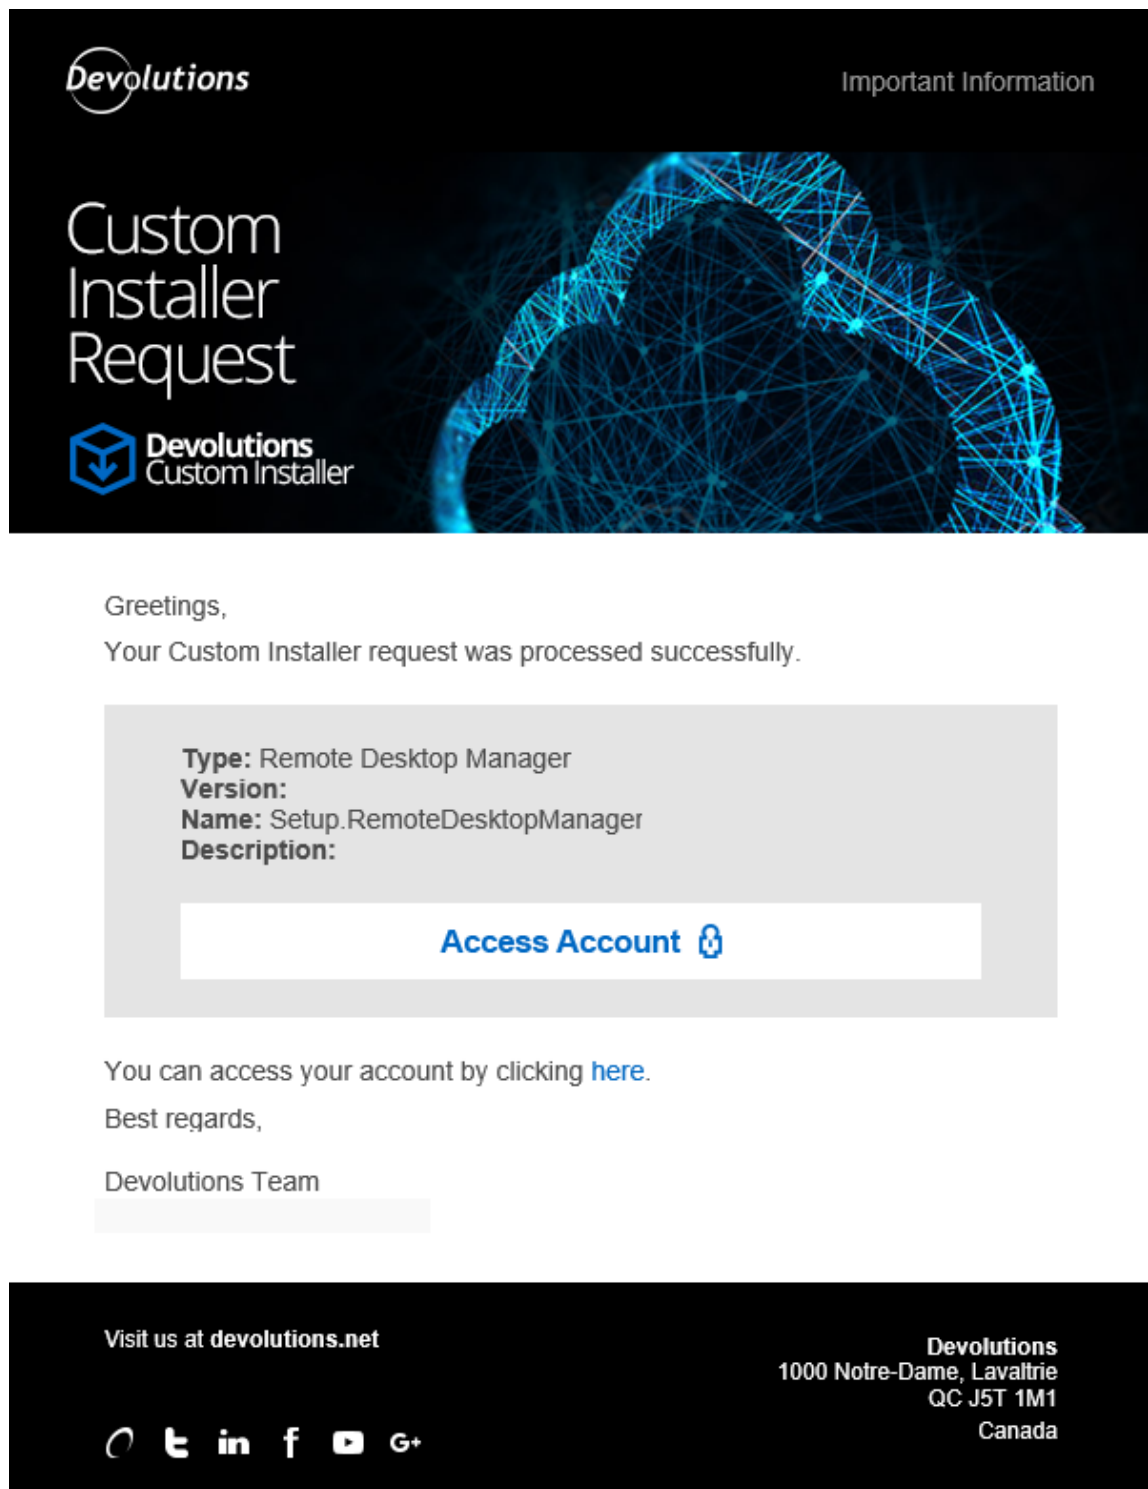 Devolutions
Important Information
Custom
Installer
Request
Devolutions
Custom Installer
Greetings,
Your Custom Installer request was processed successfully.
Type: Remote Desktop Manager
Version:
Name: Setup.RemoteDesktopManager
Description:
Access Account
You can access your account by clicking here.
Best regards,
Devolutions Team
Visit us at devolutions.net
Devolutions
1000 Notre-Dame, Lavaltrie
QC J5T 1M1
Canada
in f G+